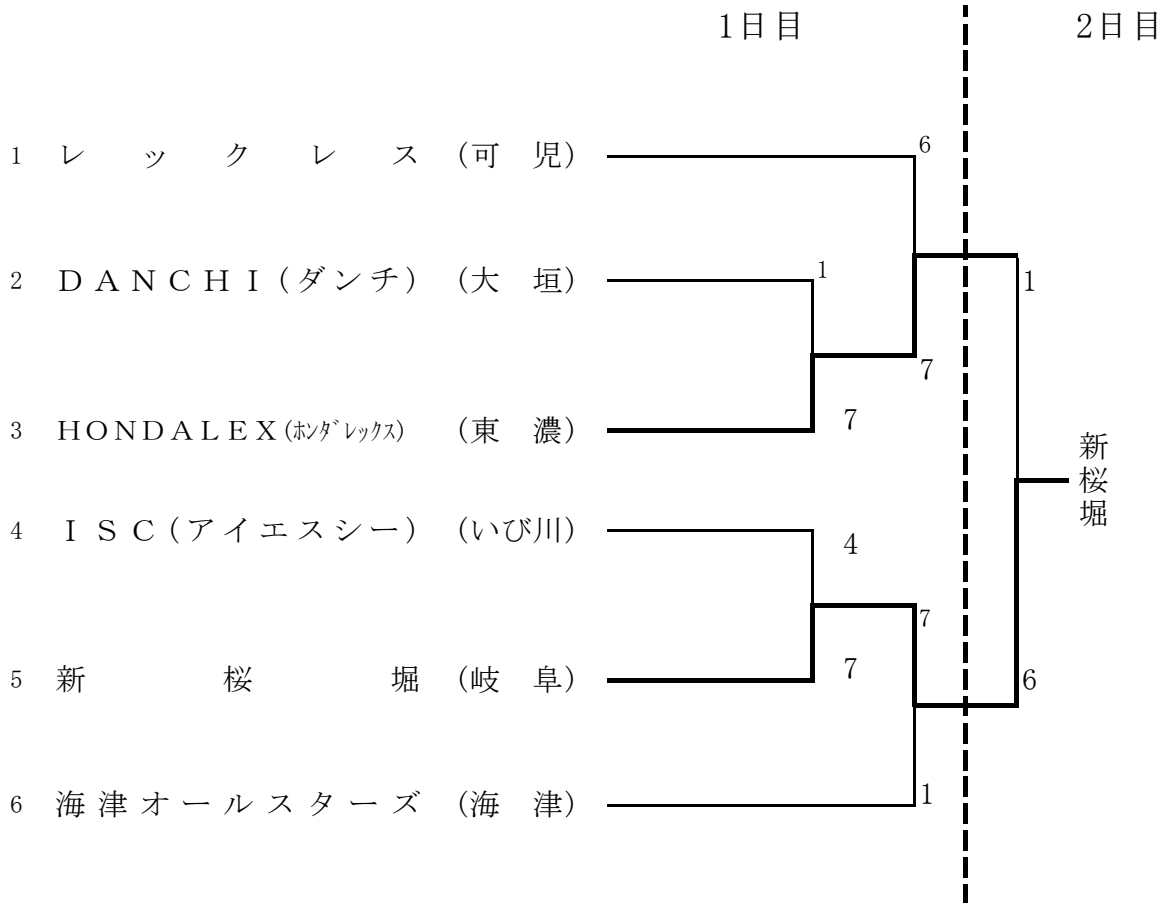 1日目 2日目
6
1 レックレス (可 児)
2 DANCHI(ダンチ) (大 垣)
1
1
7
3 HONDALEX(ホンダレックス) (東 濃)
7
新桜堀
4 ISC(アイエスシー) (いび川)
4
7
5 新桜堀 (岐 阜)
7
6
6 海津オールスターズ (海 津)
1